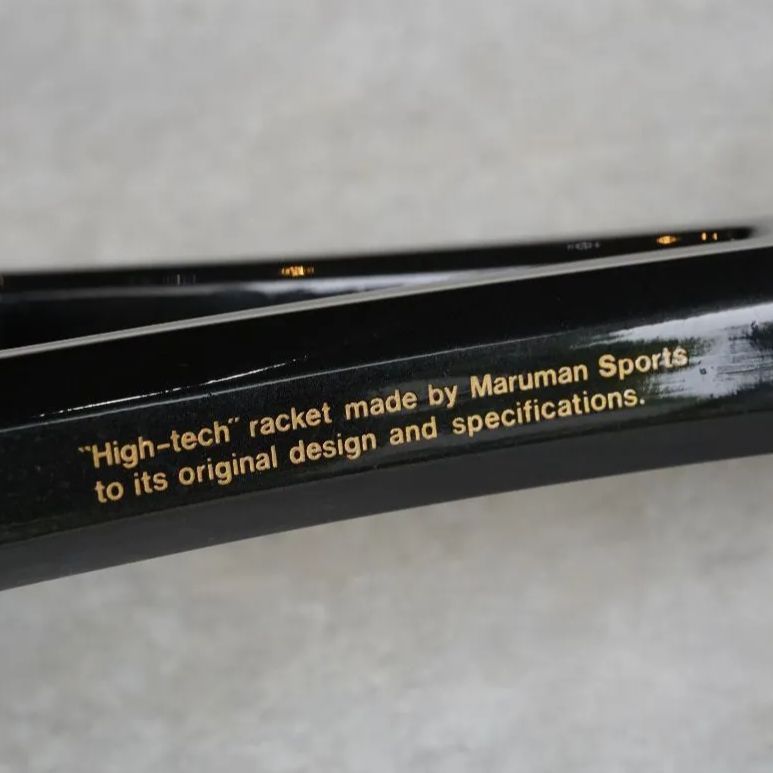 "High-tech" racket made by Maruman Sports
to its original design and specifications.